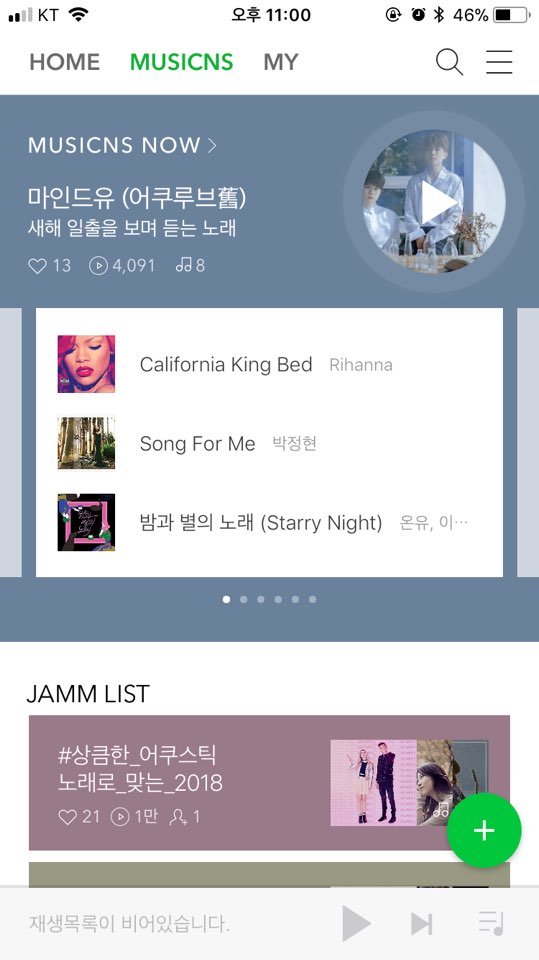 KT 오후 11:00 46%
HOME MUSICNS MY
MUSICNS NOW >
마인드유 (어쿠루브舊)
새해 일출을 보며 듣는 노래
13 4,091 8
California King Bed Rihanna
Song For Me 박정현
밤과 별의 노래 (Starry Night) 온유, 이…
JAMM LIST
#상큼한_어쿠스틱
노래로_맞는_2018
21 1만 1
재생목록이 비어있습니다.